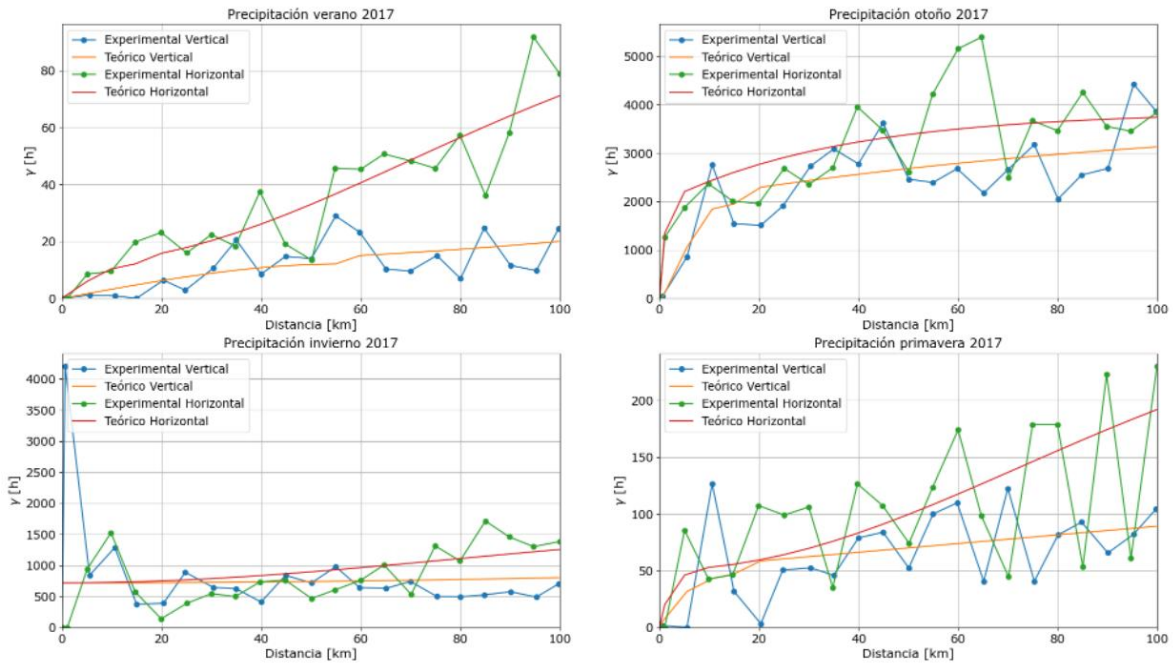 Precipitación verano 2017
Experimental Vertical
Teórico Vertical
Experimental Horizontal
Teórico Horizontal
γ [h]
80
60
40
20
0
0 20 40 60 80 100
Distancia [km]
Precipitación otoño 2017
Experimental Vertical
Teórico Vertical
Experimental Horizontal
Teórico Horizontal
γ [h]
5000
4000
3000
2000
1000
0
0 20 40 60 80 100
Distancia [km]
Precipitación invierno 2017
Experimental Vertical
Teórico Vertical
Experimental Horizontal
Teórico Horizontal
γ [h]
4000
3500
3000
2500
2000
1500
1000
500
0
0 20 40 60 80 100
Distancia [km]
Precipitación primavera 2017
Experimental Vertical
Teórico Vertical
Experimental Horizontal
Teórico Horizontal
γ [h]
200
150
100
50
0
0 20 40 60 80 100
Distancia [km]